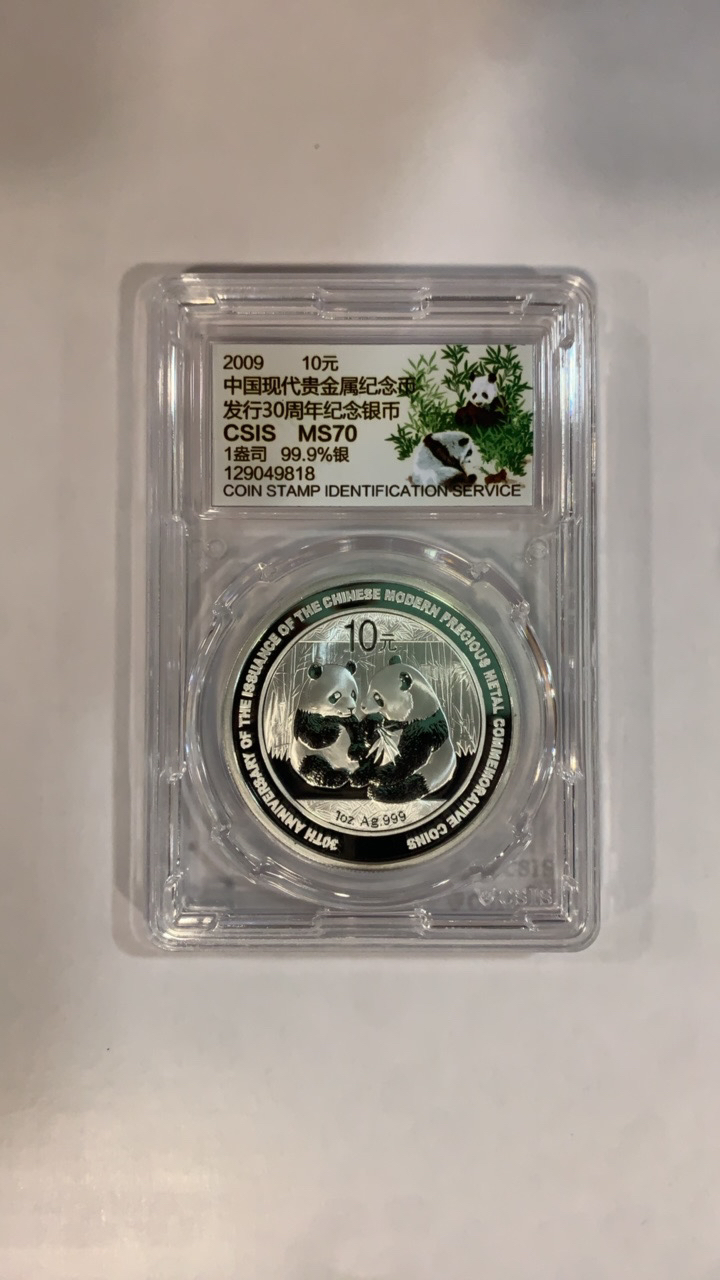 2009 10元
中国现代贵金属纪念币
发行30周年纪念银币
CSIS MS70
1盎司 99.9%银
129049818
COIN STAMP IDENTIFICATION SERVICE
30TH ANNIVERSARY OF THE ISSUANCE OF THE CHINESE MODERN PRECIOUS METAL COMMEMORATIVE COINS
10元
1oz Ag.999